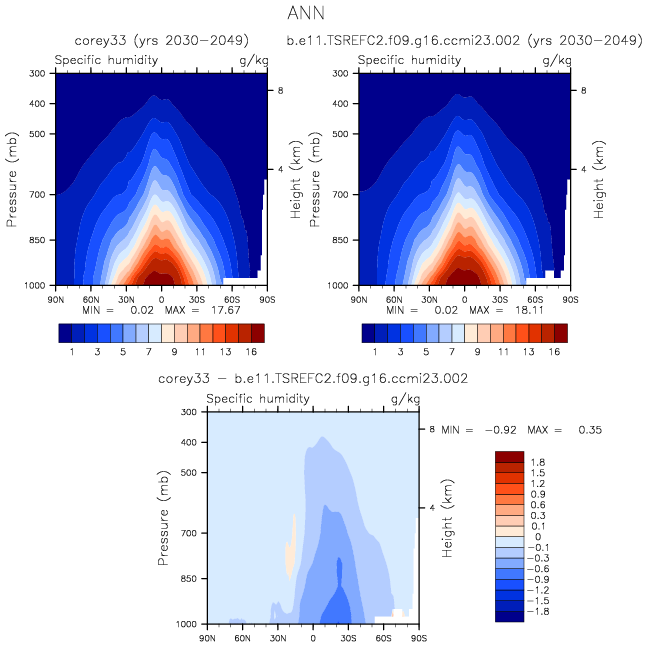 ANN
corey33 (yrs 2030-2049)
b.e11.TSREFC2.f09.g16.ccmi23.002 (yrs 2030-2049)
Specific humidity g/kg
Specific humidity g/kg
300
400
500
700
850
1000
Pressure (mb)
8
4
Height (km)
90N 60N 30N 0 30S 60S 90S
MIN = 0.02 MAX = 17.67
1 3 5 7 9 11 13 16
300
400
500
700
850
1000
Pressure (mb)
8
4
Height (km)
90N 60N 30N 0 30S 60S 90S
MIN = 0.02 MAX = 18.11
1 3 5 7 9 11 13 16
corey33 - b.e11.TSREFC2.f09.g16.ccmi23.002
Specific humidity g/kg
300
400
500
700
850
1000
Pressure (mb)
8
4
Height (km)
90N 60N 30N 0 30S 60S 90S
MIN = -0.92 MAX = 0.35
1.8
1.5
1.2
0.9
0.6
0.3
0.1
0
-0.1
-0.3
-0.6
-0.9
-1.2
-1.5
-1.8